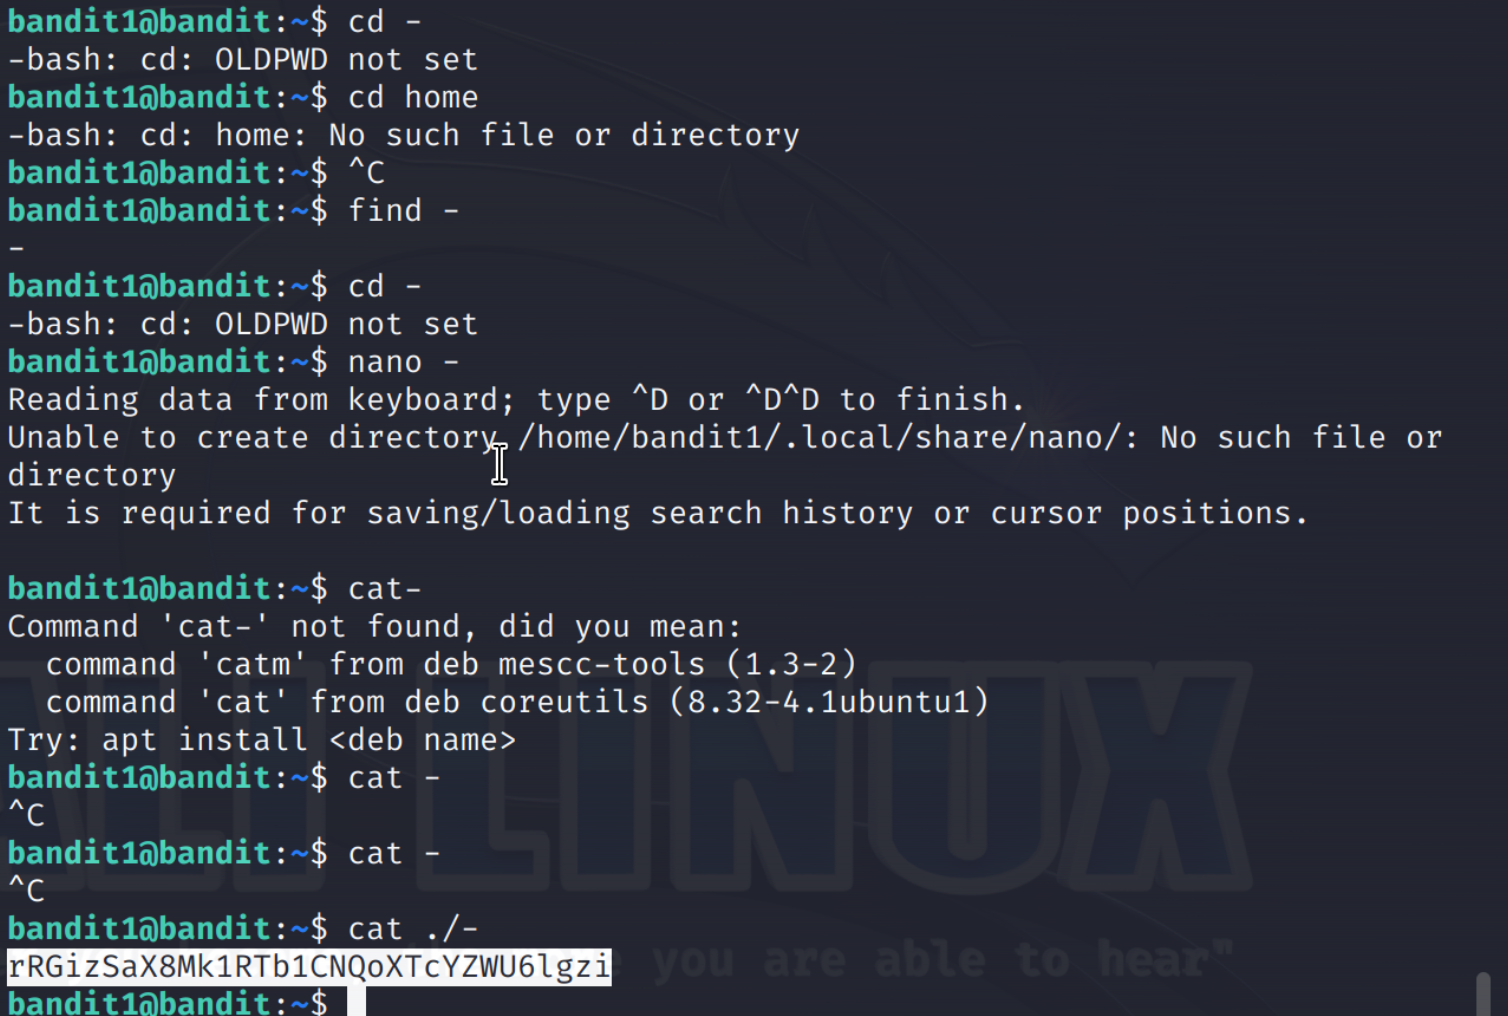 bandit1@bandit:~$ cd -
-bash: cd: OLDPWD not set
bandit1@bandit:~$ cd home
-bash: cd: home: No such file or directory
bandit1@bandit:~$ ^C
bandit1@bandit:~$ find -
-
bandit1@bandit:~$ cd -
-bash: cd: OLDPWD not set
bandit1@bandit:~$ nano -
Reading data from keyboard; type ^D or ^D^D to finish.
Unable to create directory /home/bandit1/.local/share/nano/: No such file or
directory
It is required for saving/loading search history or cursor positions.
bandit1@bandit:~$ cat-
Command 'cat-' not found, did you mean:
  command 'catm' from deb mescc-tools (1.3-2)
  command 'cat' from deb coreutils (8.32-4.1ubuntu1)
Try: apt install <deb name>
bandit1@bandit:~$ cat -
^C
bandit1@bandit:~$ cat -
^C
bandit1@bandit:~$ cat ./-
rRGizSaX8Mk1RTb1CNQoXTcYZWU6lgzi
bandit1@bandit:~$
ALI LINUX
you are able to hear"